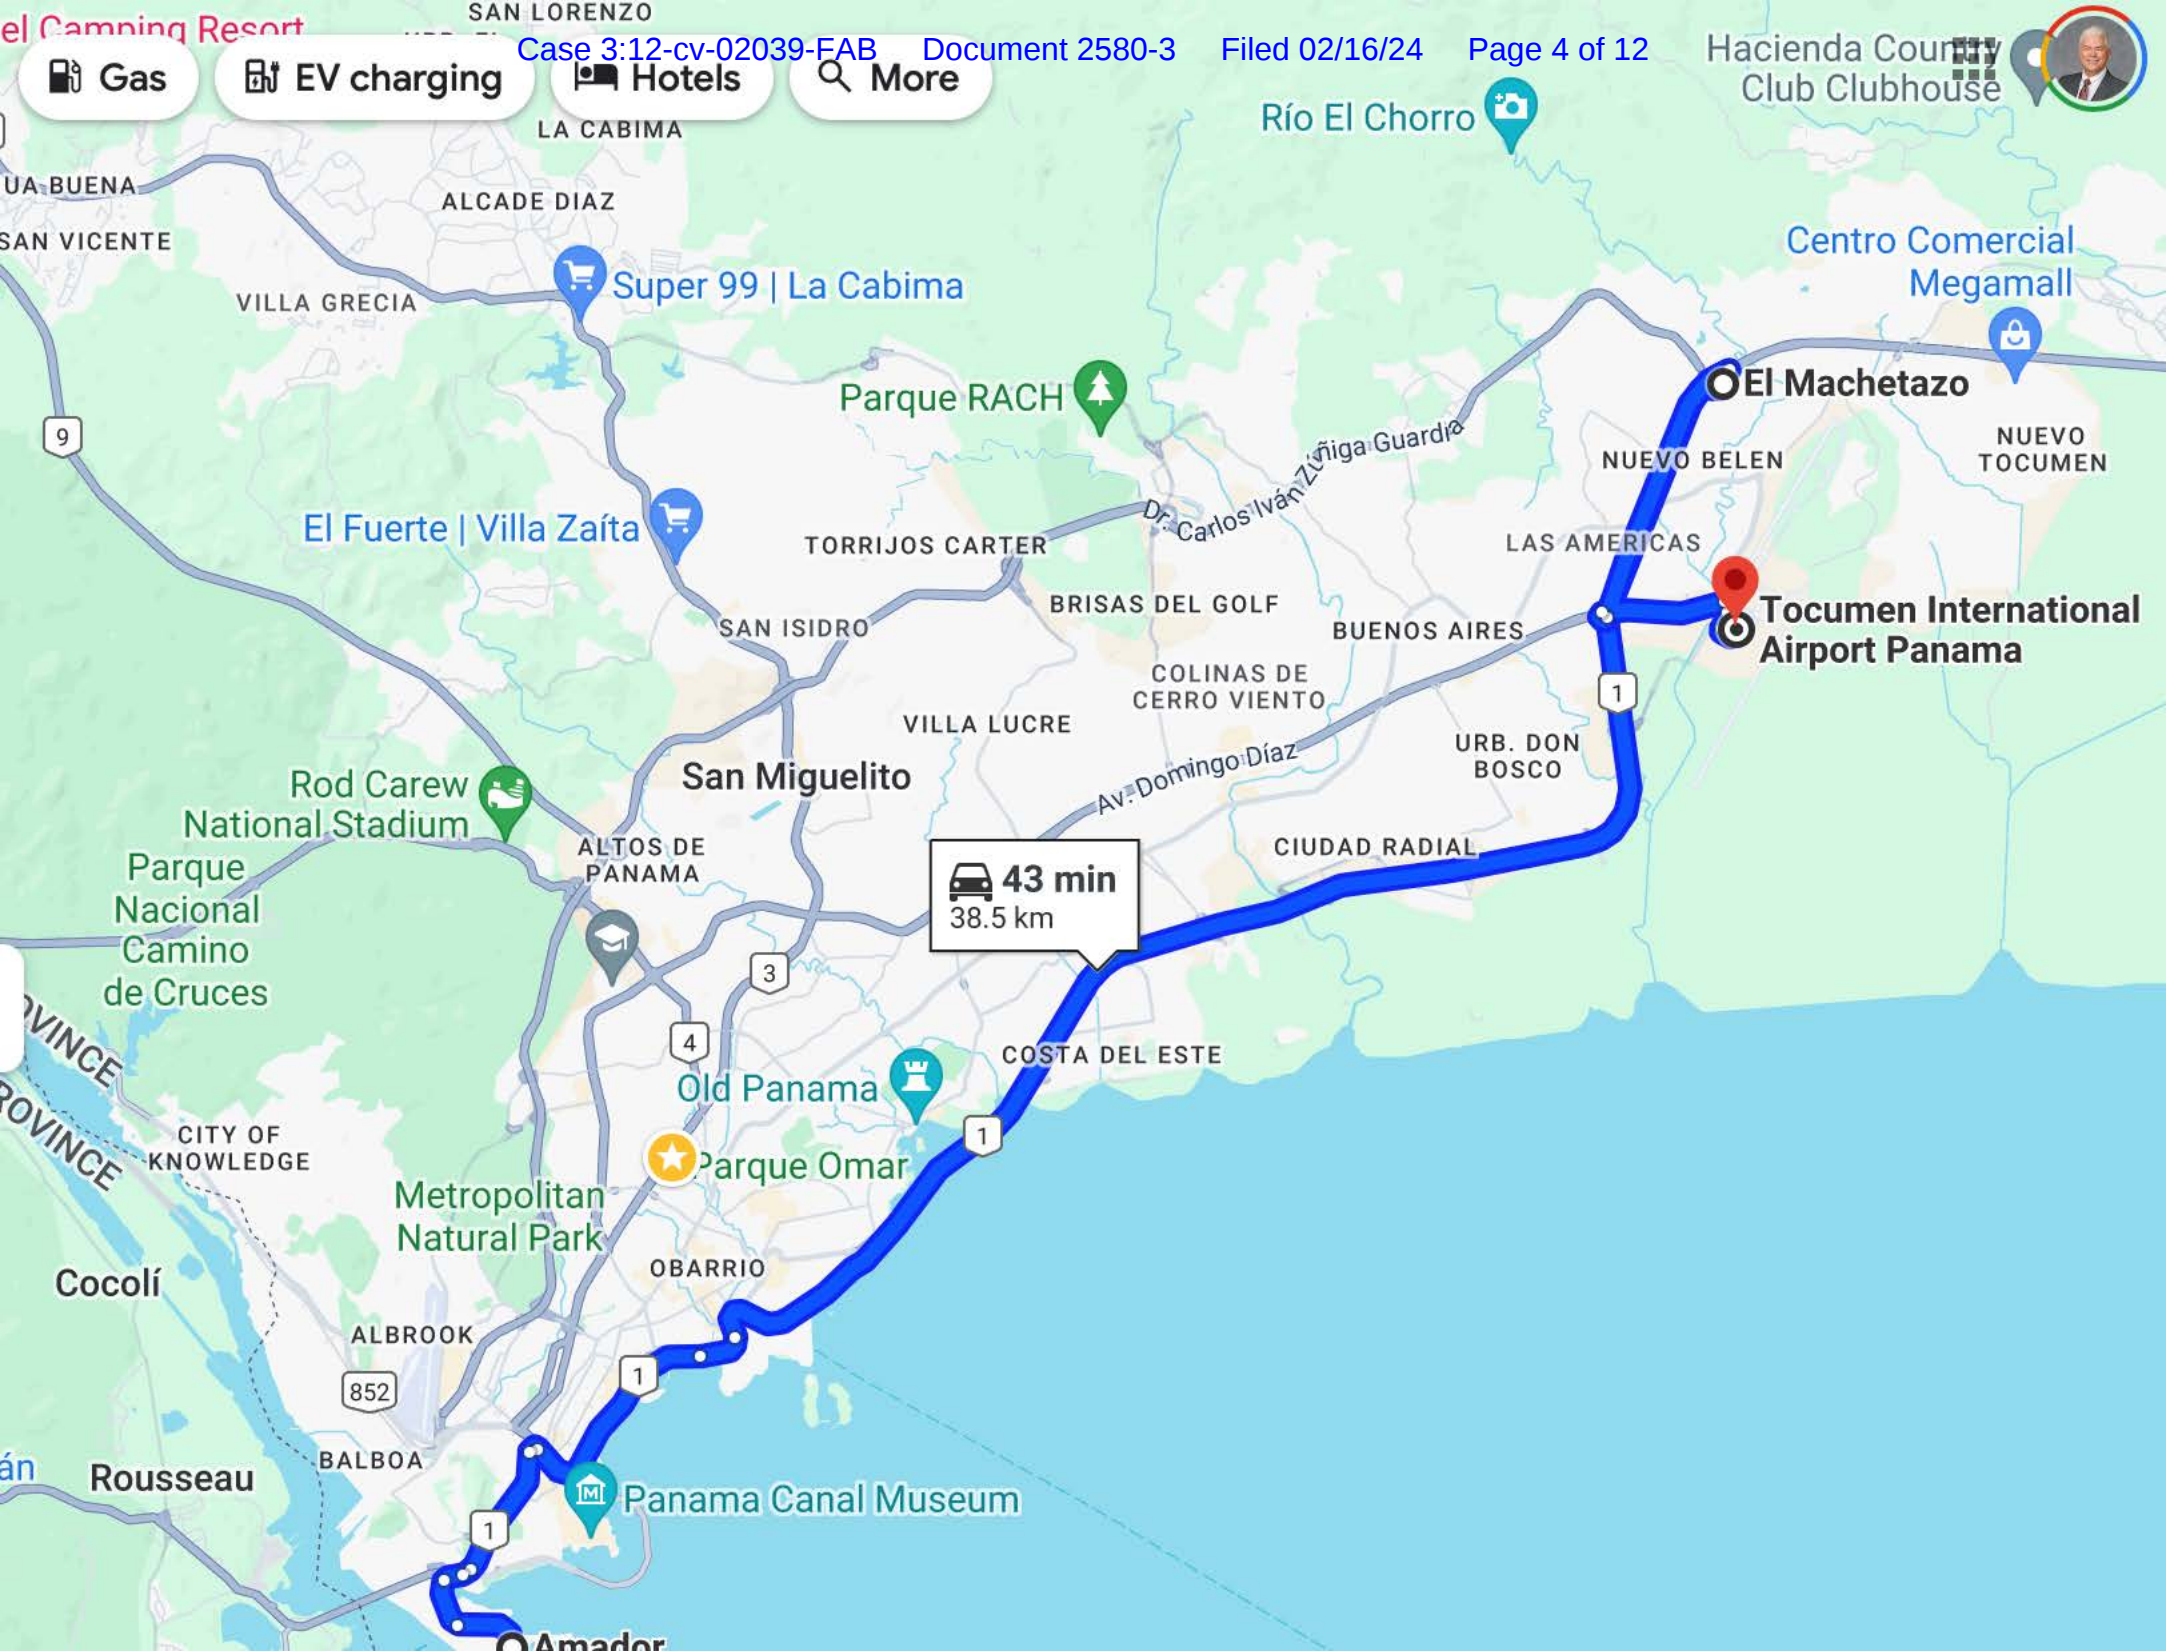 SAN LORENZO
el Camping Resort
Case 3:12-cv-02039-FAB Document 2580-3 Filed 02/16/24 Page 4 of 12
Gas
EV charging
Hotels
More
Hacienda Country
Club Clubhouse
Río El Chorro
LA CABIMA
UA BUENA
ALCADE DIAZ
SAN VICENTE
Centro Comercial
Megamall
Super 99 | La Cabima
VILLA GRECIA
El Machetazo
Parque RACH
9
Dr. Carlos Iván Zúñiga Guardia
NUEVO
TOCUMEN
NUEVO BELEN
El Fuerte | Villa Zaíta
TORRIJOS CARTER
LAS AMERICAS
BRISAS DEL GOLF
Tocumen International
Airport Panama
SAN ISIDRO
BUENOS AIRES
COLINAS DE
CERRO VIENTO
1
VILLA LUCRE
URB. DON
BOSCO
Av. Domingo Díaz
San Miguelito
Rod Carew
National Stadium
ALTOS DE
PANAMA
CIUDAD RADIAL
Parque
Nacional
Camino
de Cruces
43 min
38.5 km
3
OVINCE
ROVINCE
4
COSTA DEL ESTE
Old Panama
1
CITY OF
KNOWLEDGE
Parque Omar
Metropolitan
Natural Park
OBARRIO
Cocolí
ALBROOK
1
852
BALBOA
án
Rousseau
Panama Canal Museum
1
Amador